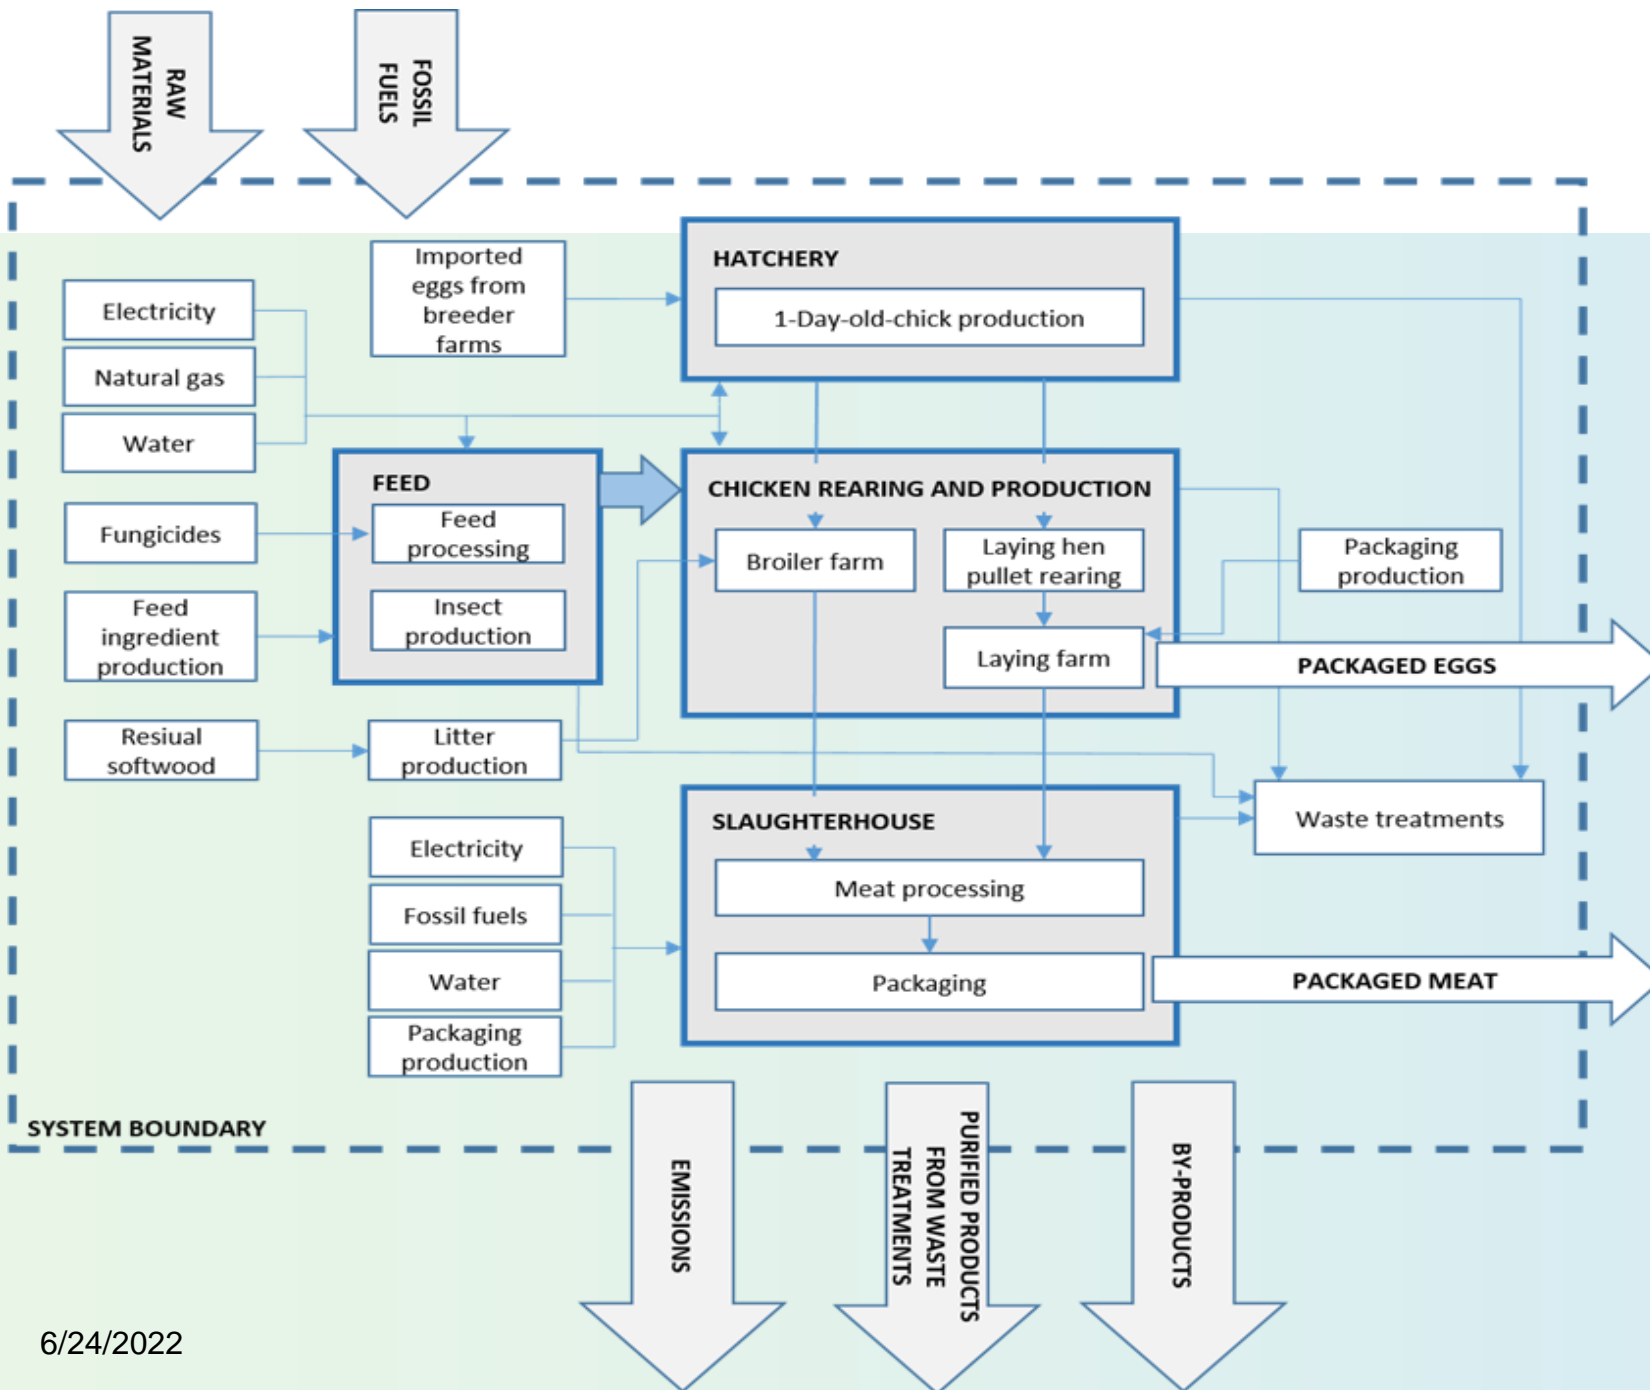 RAW
MATERIALS
FOSSIL
FUELS
Imported
eggs from
breeder
farms
HATCHERY
1-Day-old-chick production
Electricity
Natural gas
Water
FEED
Feed
processing
Insect
production
CHICKEN REARING AND PRODUCTION
Broiler farm
Laying hen
pullet rearing
Laying farm
Fungicides
Feed
ingredient
production
Packaging
production
PACKAGED EGGS
Resiual
softwood
Litter
production
Waste treatments
SLAUGHTERHOUSE
Meat processing
Packaging
Electricity
Fossil fuels
Water
Packaging
production
PACKAGED MEAT
SYSTEM BOUNDARY
EMISSIONS
PURIFIED PRODUCTS
FROM WASTE
TREATMENTS
BY-PRODUCTS
6/24/2022